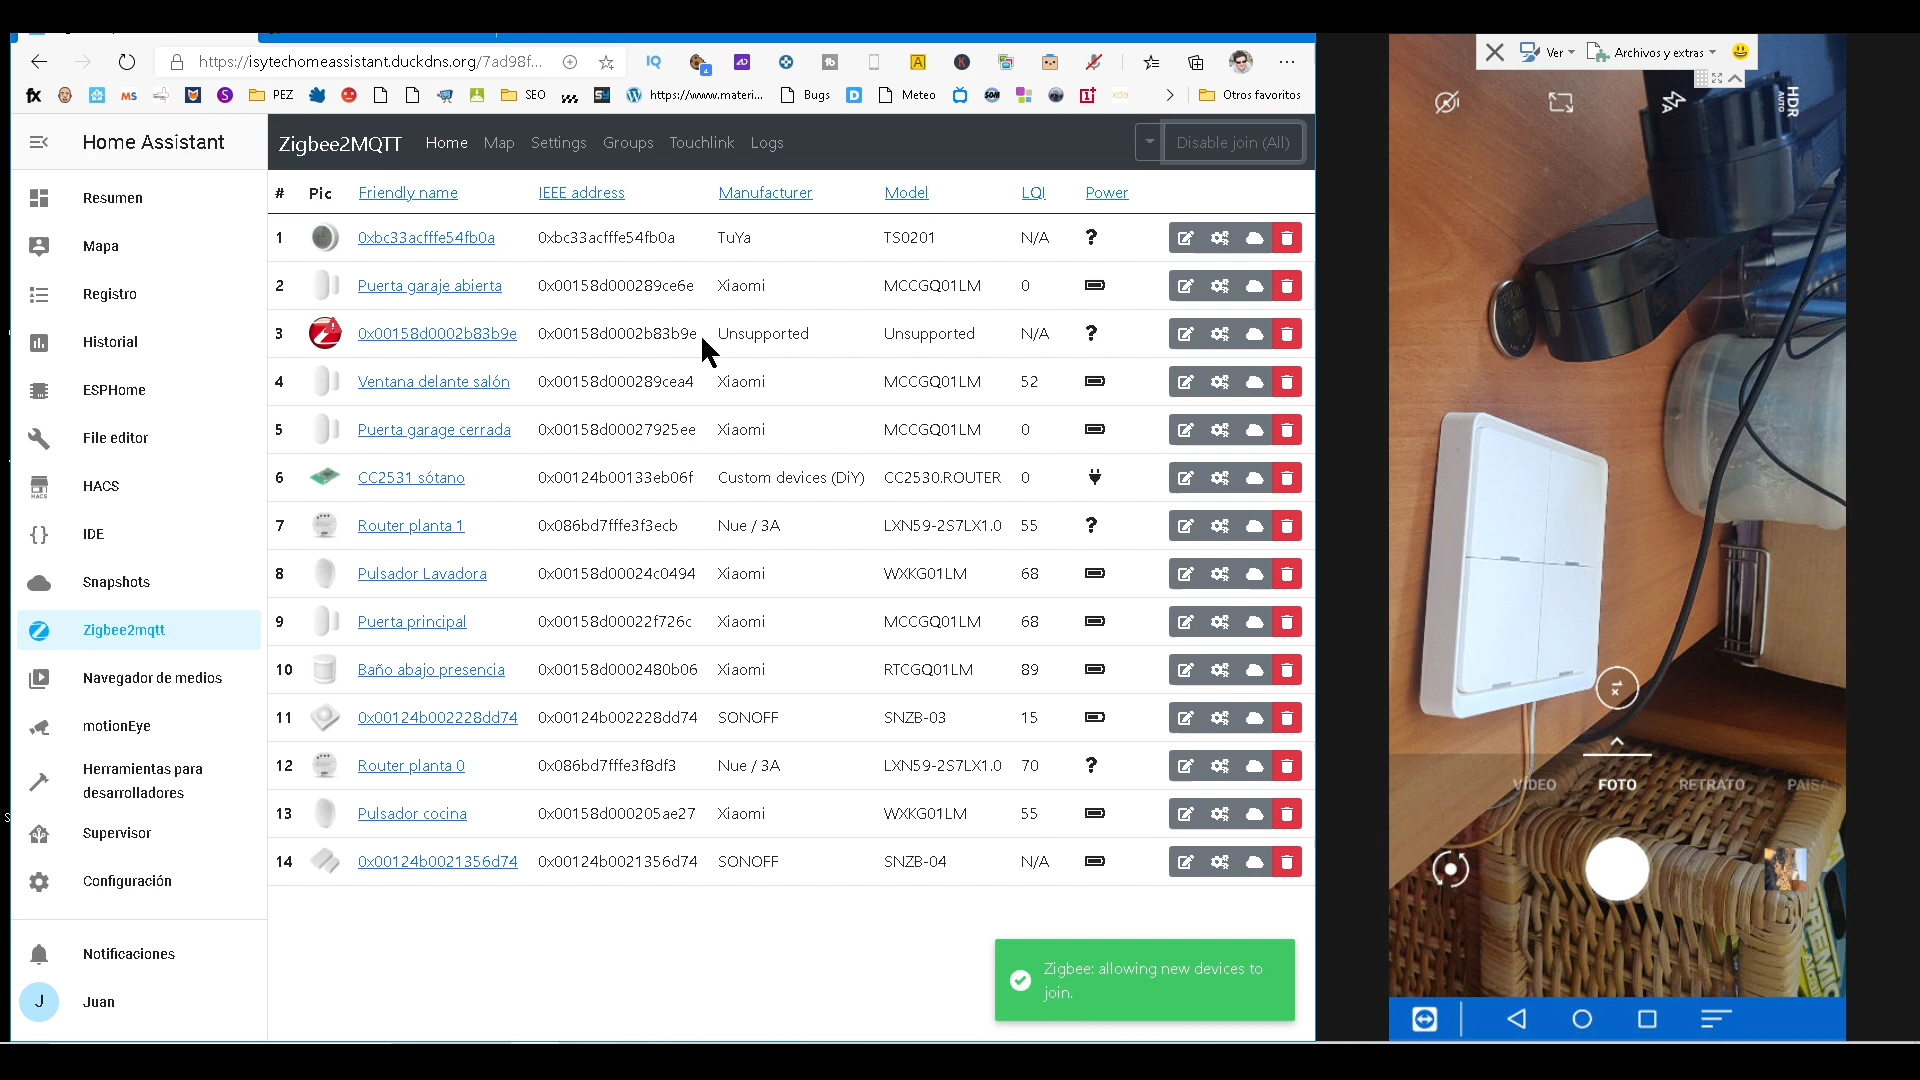 https://isytechomeassistant.duckdns.org/7ad98f...
Ver
Archivos y extras
PEZ
SEO
https://www.materi...
Bugs
Meteo
Otros favoritos
HDR
AUTO
Home Assistant
Zigbee2MQTT Home Map Settings Groups Touchlink Logs
Disable join (All)
Resumen
Mapa
Registro
Historial
ESPHome
File editor
HACS
IDE
Snapshots
Zigbee2mqtt
Navegador de medios
motionEye
Herramientas para
desarrolladores
Supervisor
Configuración
Notificaciones
J
Juan
# Pic Friendly name IEEE address Manufacturer Model LQI Power
1 0xbc33acfffe54fb0a 0xbc33acfffe54fb0a TuYa TS0201 N/A ?
2 Puerta garaje abierta 0x00158d000289ce6e Xiaomi MCCGQ01LM 0
3 0x00158d0002b83b9e 0x00158d0002b83b9e Unsupported Unsupported N/A ?
4 Ventana delante salón 0x00158d000289cea4 Xiaomi MCCGQ01LM 52
5 Puerta garage cerrada 0x00158d00027925ee Xiaomi MCCGQ01LM 0
6 CC2531 sótano 0x00124b00133eb06f Custom devices (DiY) CC2530.ROUTER 0
7 Router planta 1 0x086bd7fffe3f3ecb Nue / 3A LXN59-2S7LX1.0 55 ?
8 Pulsador Lavadora 0x00158d00024c0494 Xiaomi WXKG01LM 68
9 Puerta principal 0x00158d00022f726c Xiaomi MCCGQ01LM 68
10 Baño abajo presencia 0x00158d0002480b06 Xiaomi RTCGQ01LM 89
11 0x00124b002228dd74 0x00124b002228dd74 SONOFF SNZB-03 15
12 Router planta 0 0x086bd7fffe3f8df3 Nue / 3A LXN59-2S7LX1.0 70 ?
13 Pulsador cocina 0x00158d000205ae27 Xiaomi WXKG01LM 55
14 0x00124b0021356d74 0x00124b0021356d74 SONOFF SNZB-04 N/A
Zigbee: allowing new devices to
join.
1x
VÍDEO FOTO RETRATO PAISA